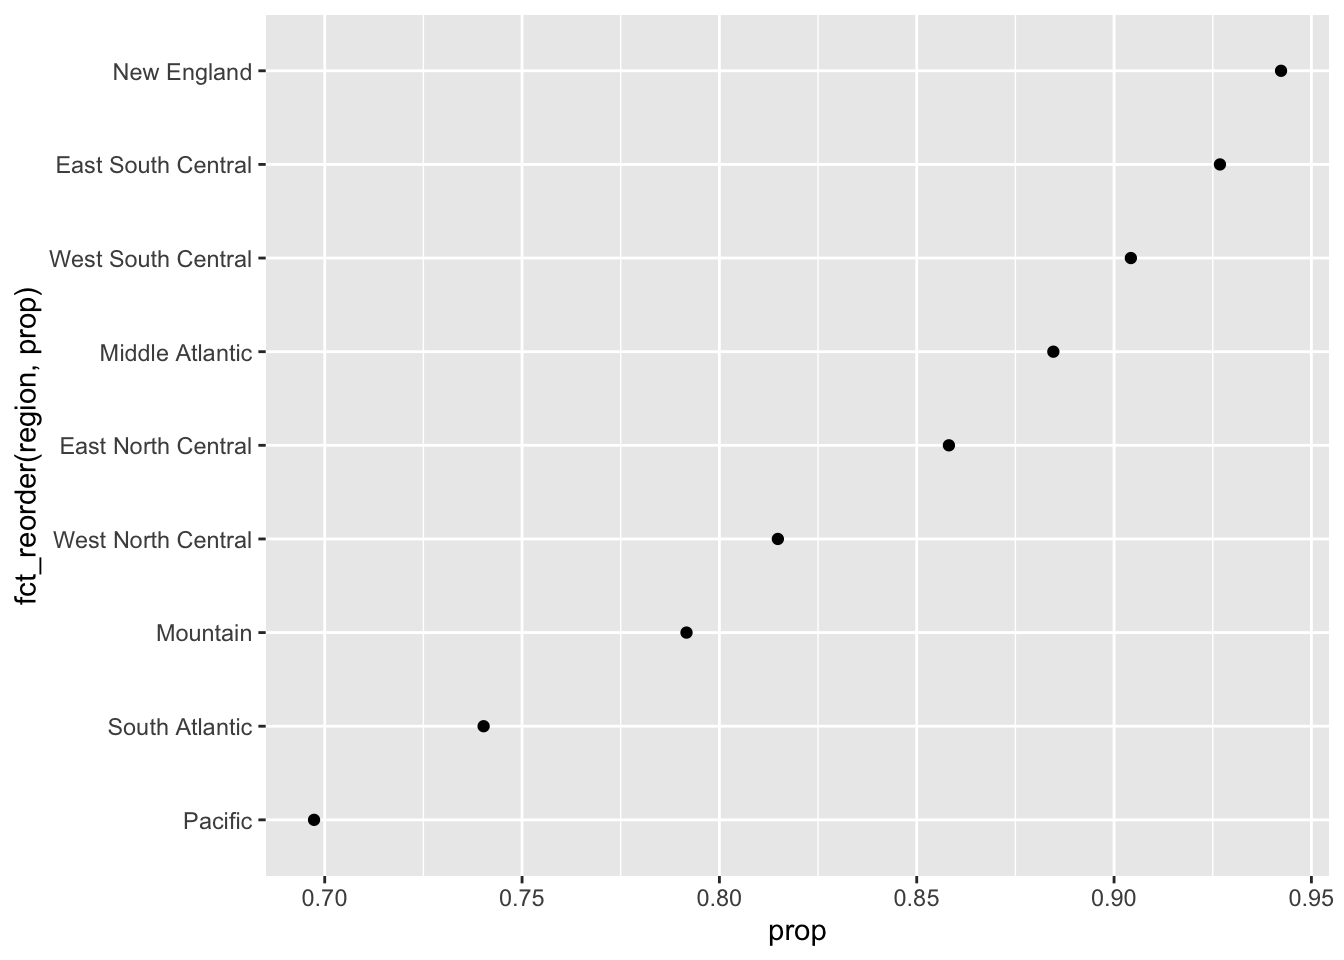 New England
East South Central
West South Central
Middle Atlantic
East North Central
West North Central
Mountain
South Atlantic
Pacific
fct_reorder(region, prop)
0.70 0.75 0.80 0.85 0.90 0.95
prop